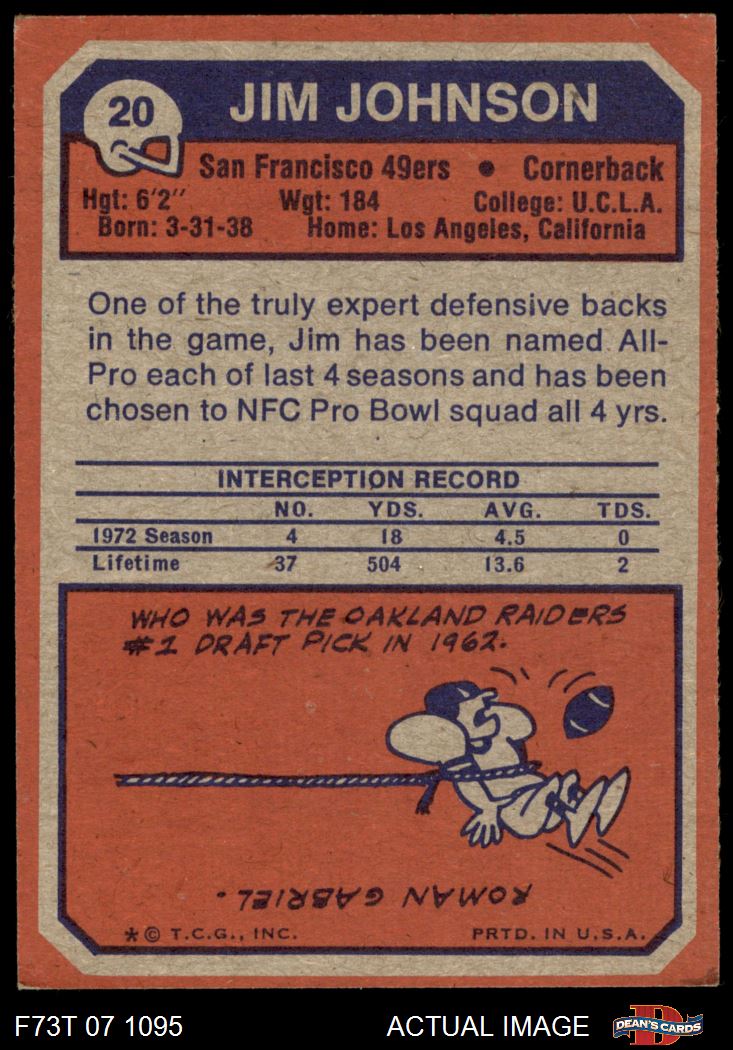 20
JIM JOHNSON
San Francisco 49ers • Cornerback
Hgt: 6'2" Wgt: 184 College: U.C.L.A.
Born: 3-31-38 Home: Los Angeles, California
One of the truly expert defensive backs
in the game, Jim has been named All-
Pro each of last 4 seasons and has been
chosen to NFC Pro Bowl squad all 4 yrs.
INTERCEPTION RECORD
NO. YDS. AVG. TDS.
1972 Season 4 18 4.5 0
Lifetime 37 504 13.6 2
WHO WAS THE OAKLAND RAIDERS
#1 DRAFT PICK IN 1962.
ROMAN GABRIEL.
* © T.C.G., INC. PRTD. IN U.S.A.
F73T 07 1095 ACTUAL IMAGE
D
DEAN'S CARDS